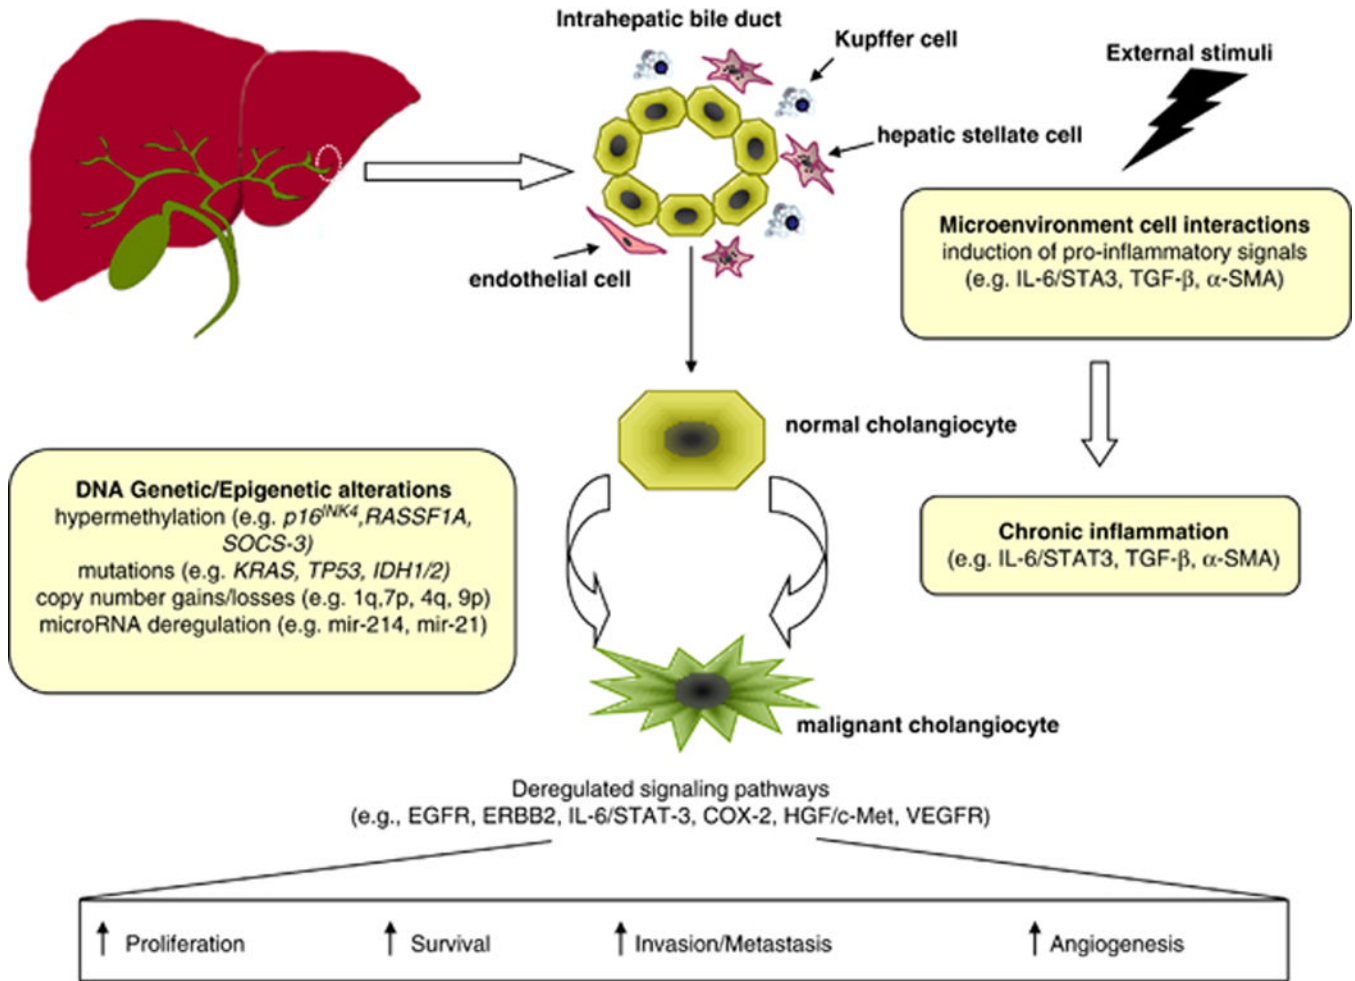 Intrahepatic bile duct
Kupffer cell
External stimuli
hepatic stellate cell
endothelial cell
Microenvironment cell interactions
induction of pro-inflammatory signals
(e.g. IL-6/STA3, TGF-β, α-SMA)
normal cholangiocyte
DNA Genetic/Epigenetic alterations
hypermethylation (e.g. p16^INK4,RASSF1A,
SOCS-3)
mutations (e.g. KRAS, TP53, IDH1/2)
copy number gains/losses (e.g. 1q,7p, 4q, 9p)
microRNA deregulation (e.g. mir-214, mir-21)
Chronic inflammation
(e.g. IL-6/STAT3, TGF-β, α-SMA)
malignant cholangiocyte
Deregulated signaling pathways
(e.g., EGFR, ERBB2, IL-6/STAT-3, COX-2, HGF/c-Met, VEGFR)
↑ Proliferation ↑ Survival ↑ Invasion/Metastasis ↑ Angiogenesis